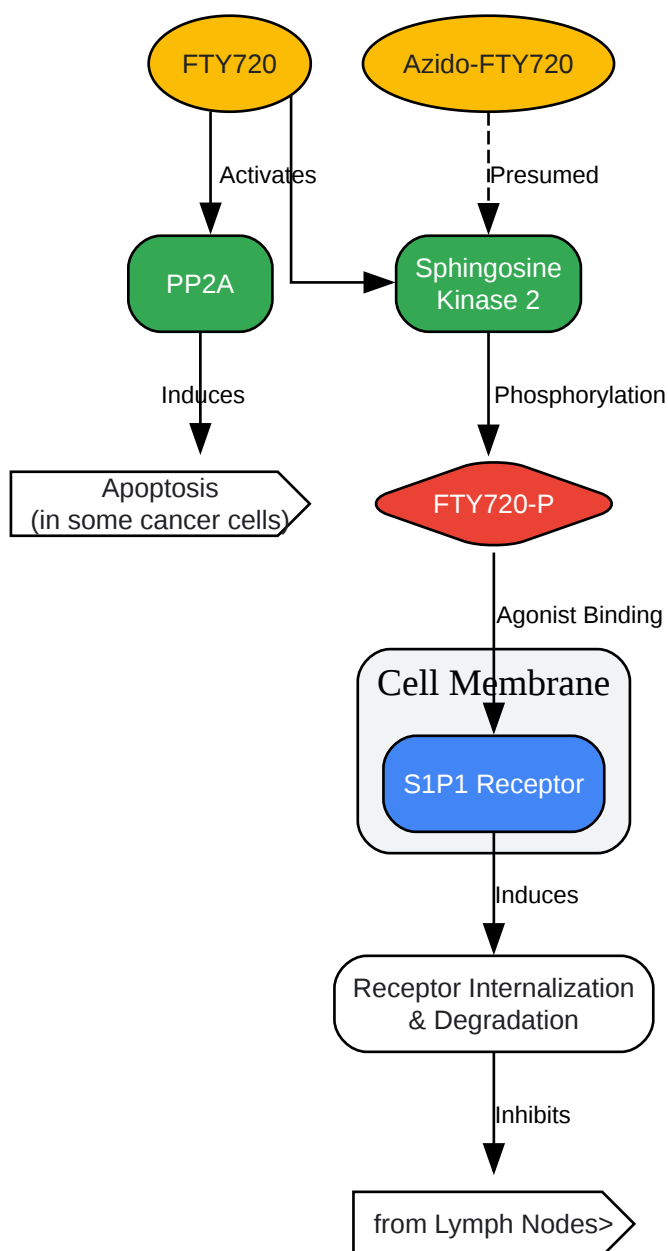 FTY720
Azido-FTY720
Activates
Presumed
PP2A
Sphingosine
Kinase 2
Induces
Phosphorylation
Apoptosis
(in some cancer cells)
FTY720-P
Agonist Binding
Cell Membrane
S1P1 Receptor
Induces
Receptor Internalization
& Degradation
Inhibits
from Lymph Nodes>